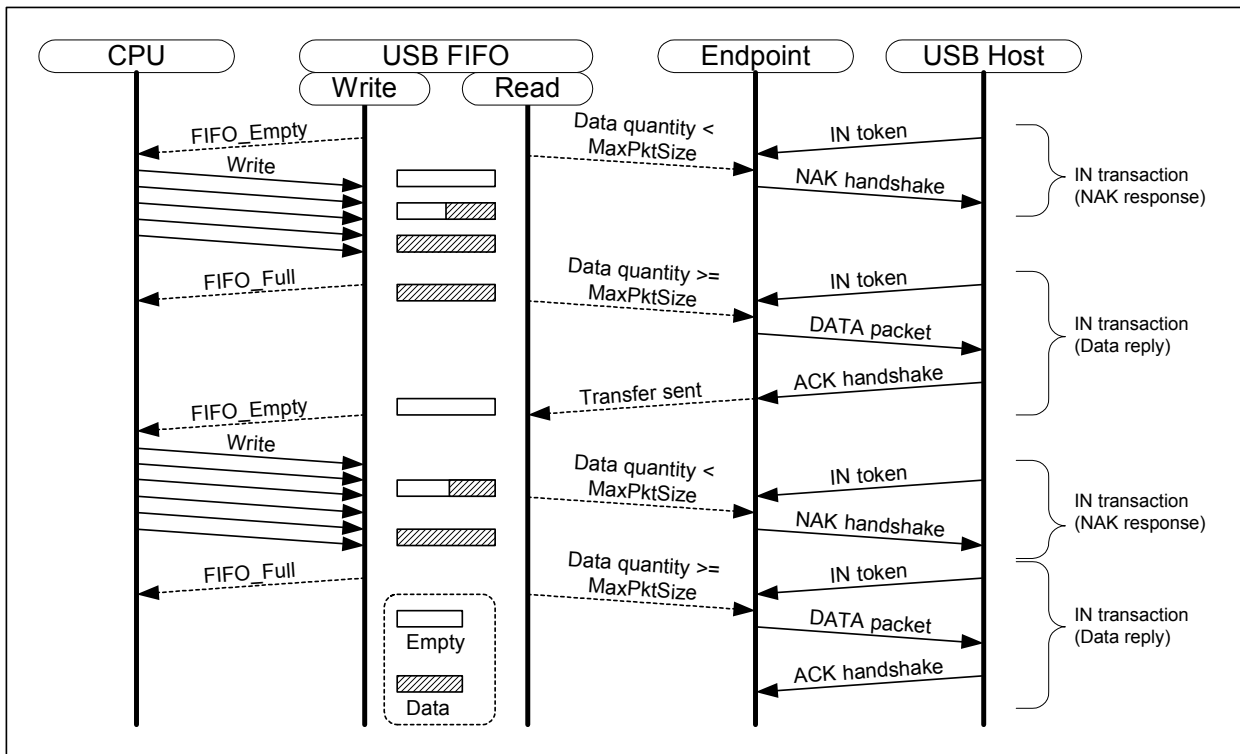 CPU
USB FIFO
Endpoint
USB Host
Write
Read
FIFO_Empty
Data quantity <
MaxPktSize
IN token
Write
NAK handshake
IN transaction
(NAK response)
FIFO_Full
Data quantity >=
MaxPktSize
IN token
DATA packet
IN transaction
(Data reply)
ACK handshake
Transfer sent
FIFO_Empty
Write
Data quantity <
MaxPktSize
IN token
NAK handshake
IN transaction
(NAK response)
FIFO_Full
Data quantity >=
MaxPktSize
IN token
DATA packet
IN transaction
(Data reply)
Empty
ACK handshake
Data